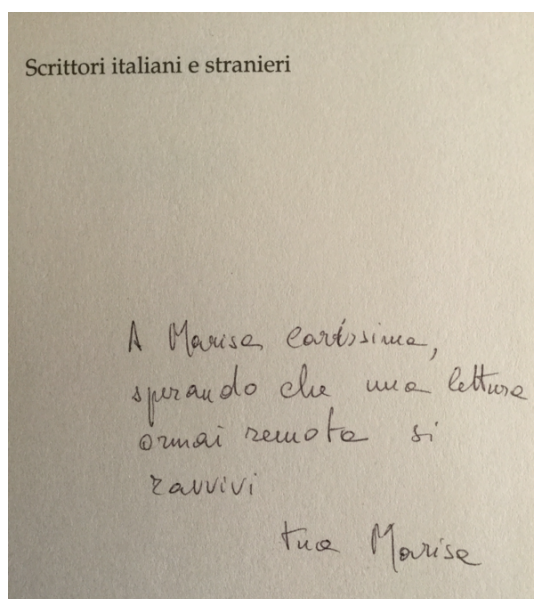 Scrittori italiani e stranieri
A Marisa carissima,
sperando che una lettura
ormai remota si
ravvivi
tua Marisa